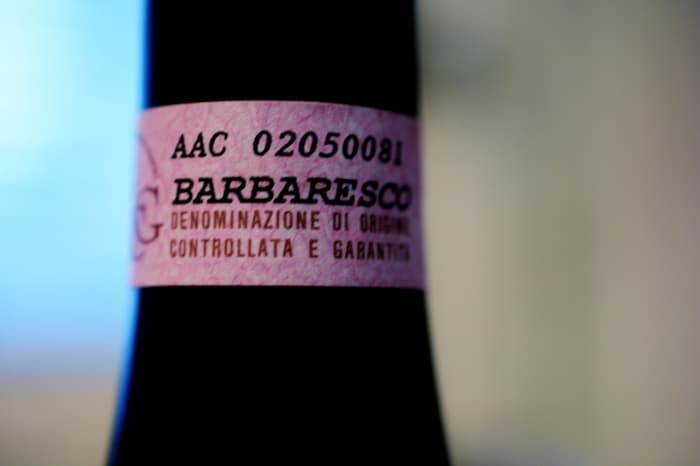 AAC 02050081
BARBARESCO
G
DENOMINAZIONE DI ORIGINE
CONTROLLATA E GARANTITA